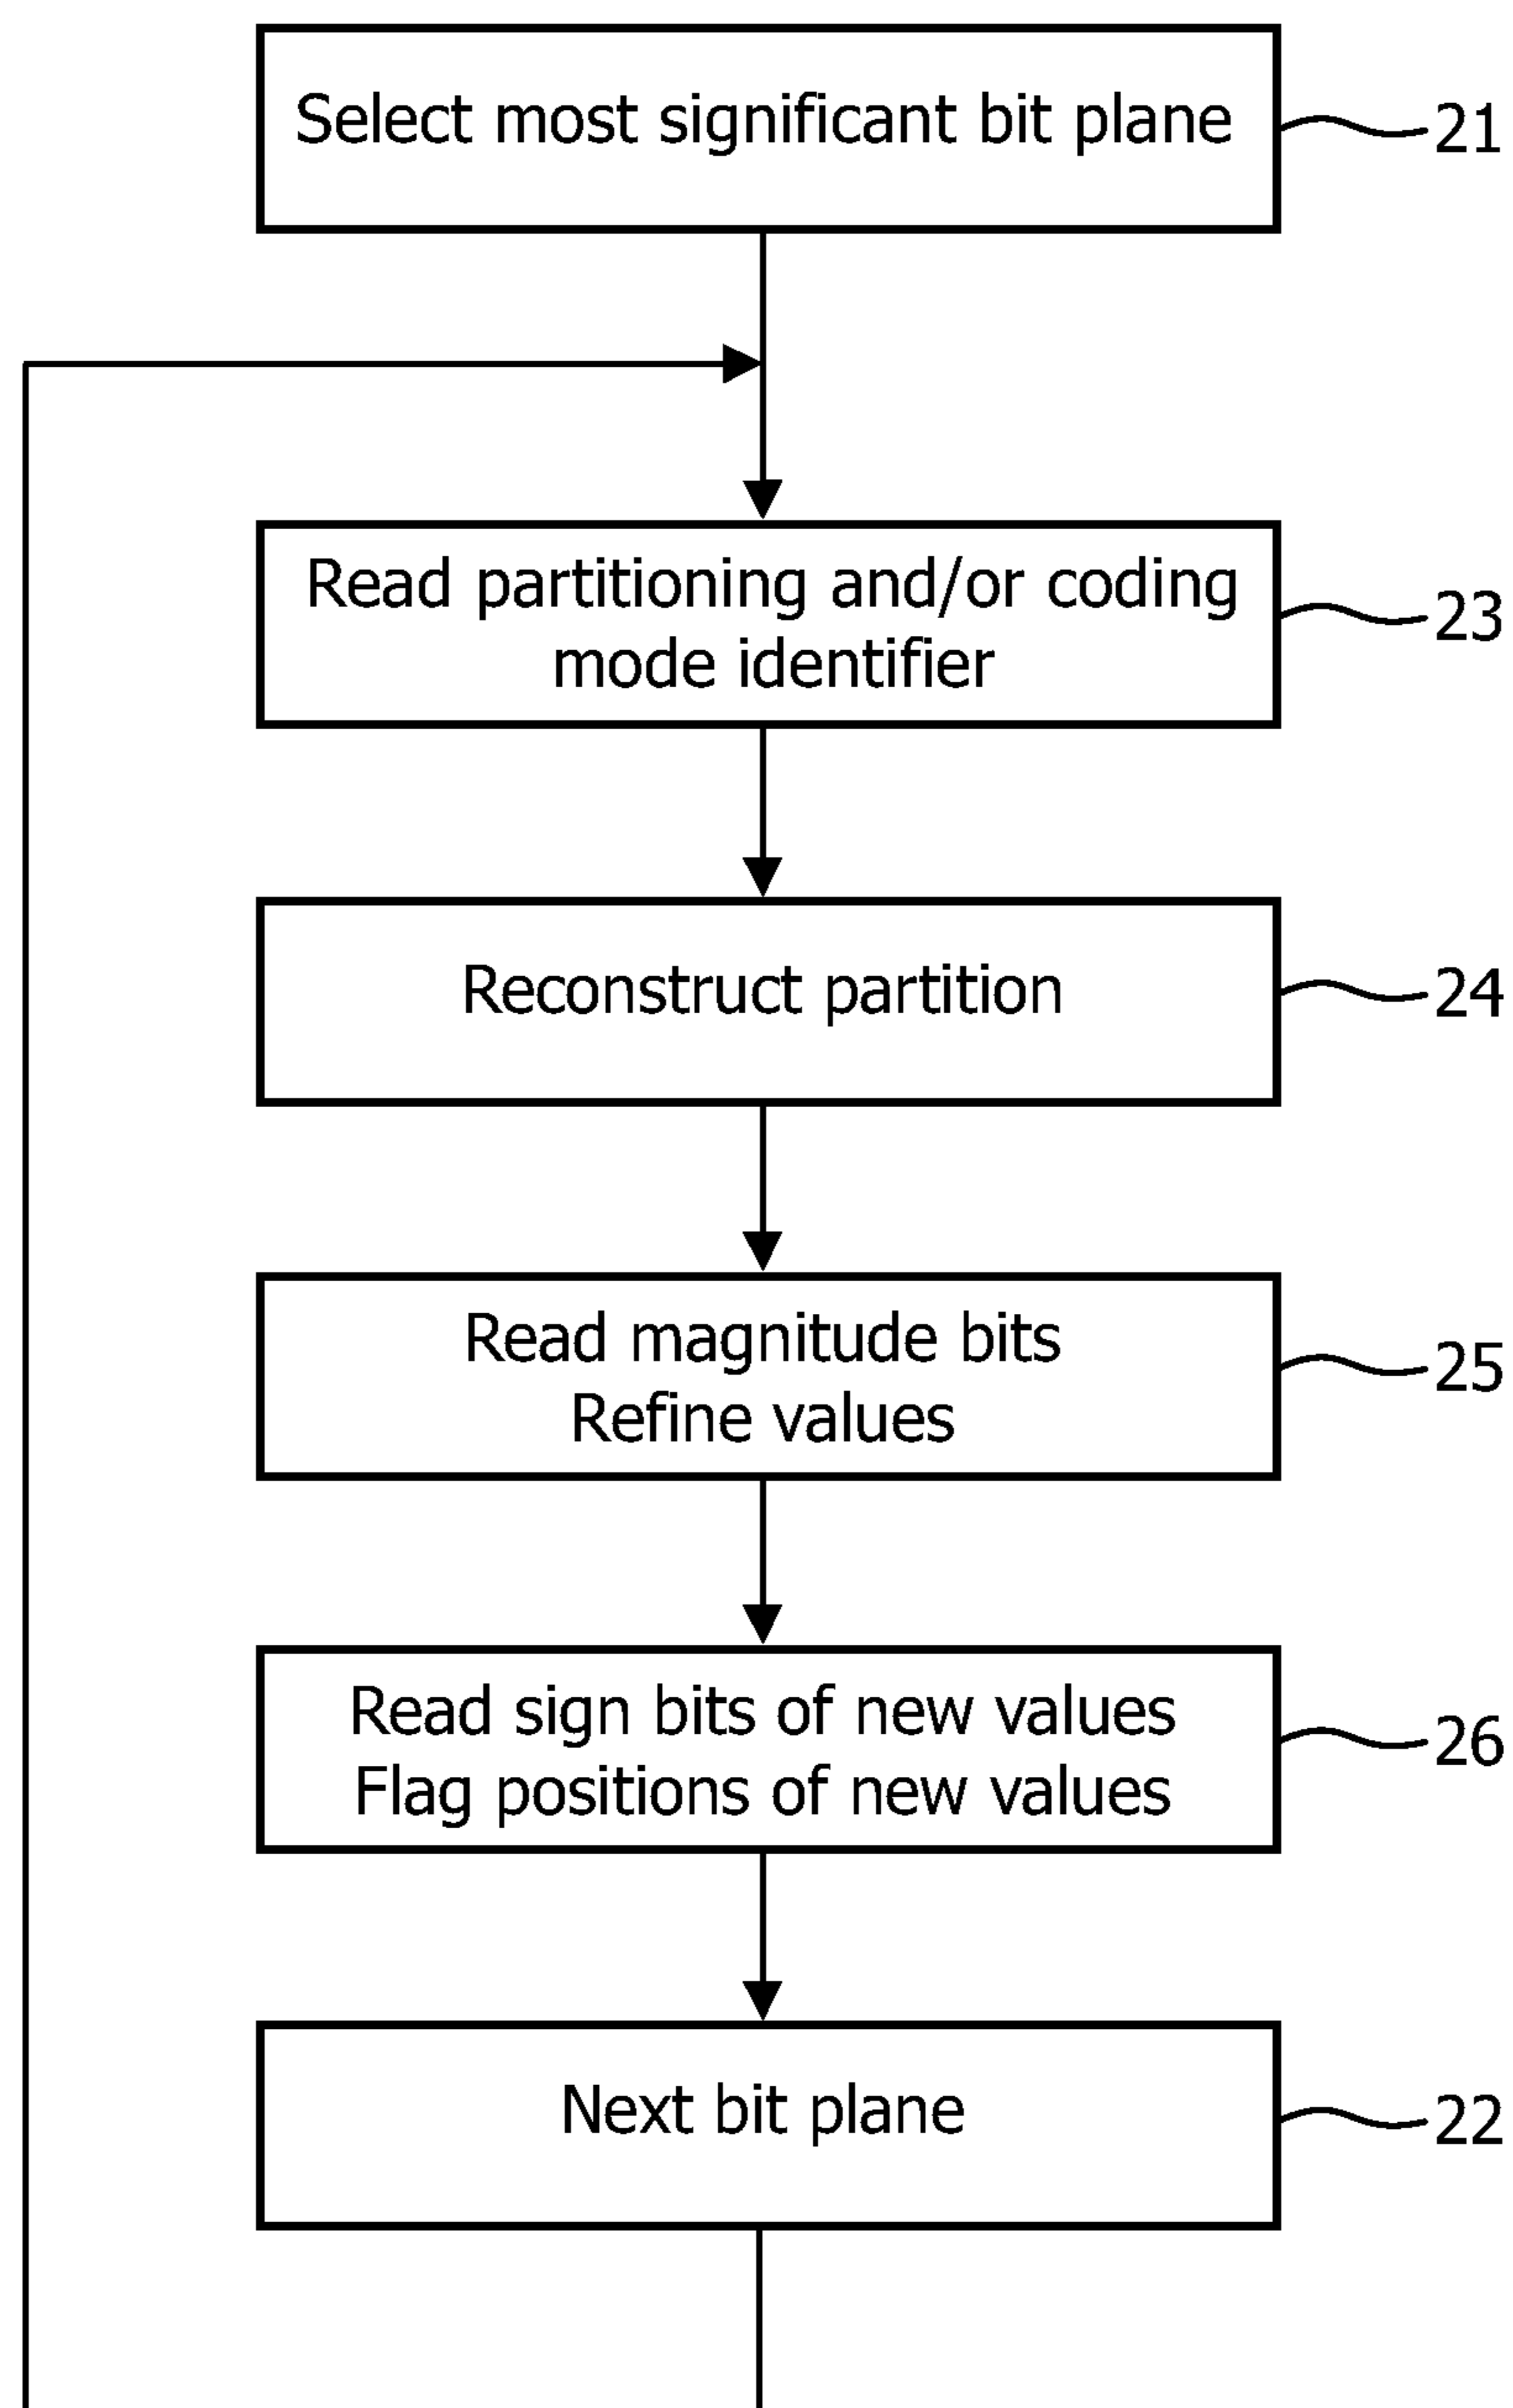 Select most significant bit plane
21
Read partitioning and/or coding
mode identifier
23
Reconstruct partition
24
Read magnitude bits
Refine values
25
Read sign bits of new values
Flag positions of new values
26
Next bit plane
22